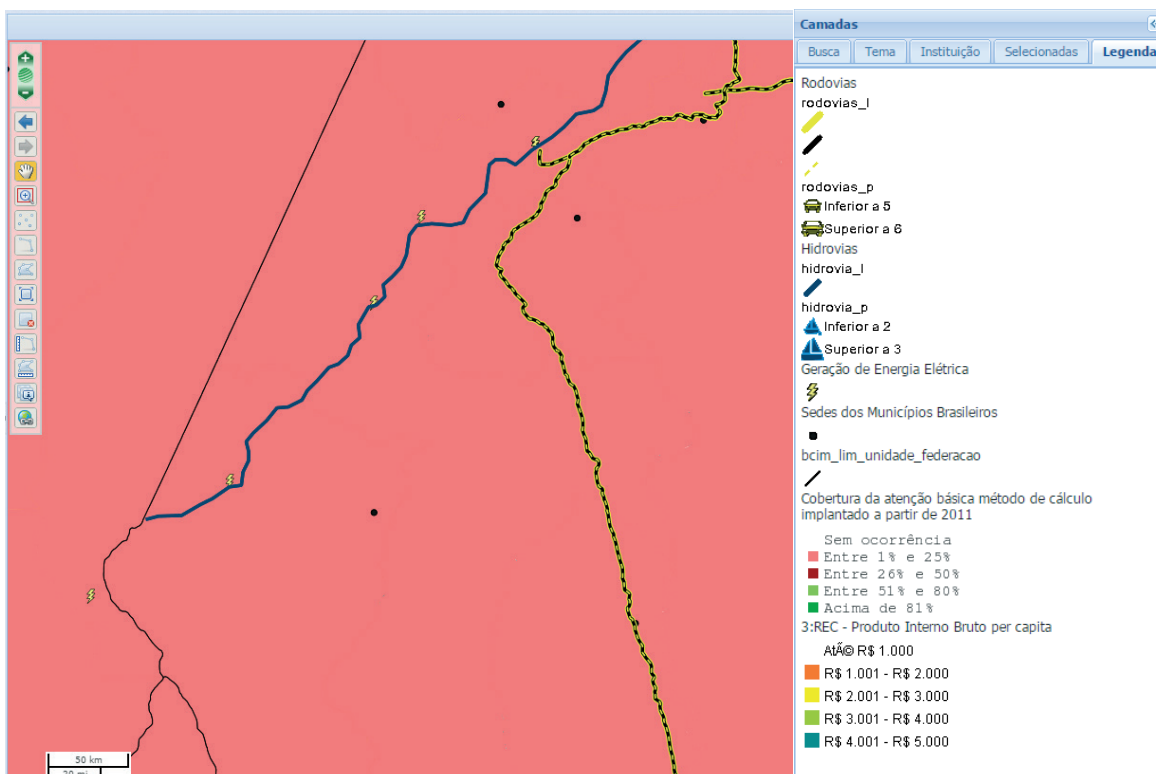 Camadas
Busca
Tema
Instituição
Selecionadas
Legenda
Rodovias
rodovias_l
rodovias_p
Inferior a 5
Superior a 6
Hidrovias
hidrovia_l
hidrovia_p
Inferior a 2
Superior a 3
Geração de Energia Elétrica
Sedes dos Municípios Brasileiros
bcim_lim_unidade_federacao
Cobertura da atenção básica método de cálculo
implantado a partir de 2011
Sem ocorrência
Entre 1% e 25%
Entre 26% e 50%
Entre 51% e 80%
Acima de 81%
3:REC - Produto Interno Bruto per capita
AtÃ© R$ 1.000
R$ 1.001 - R$ 2.000
R$ 2.001 - R$ 3.000
R$ 3.001 - R$ 4.000
R$ 4.001 - R$ 5.000
50 km
20 mi